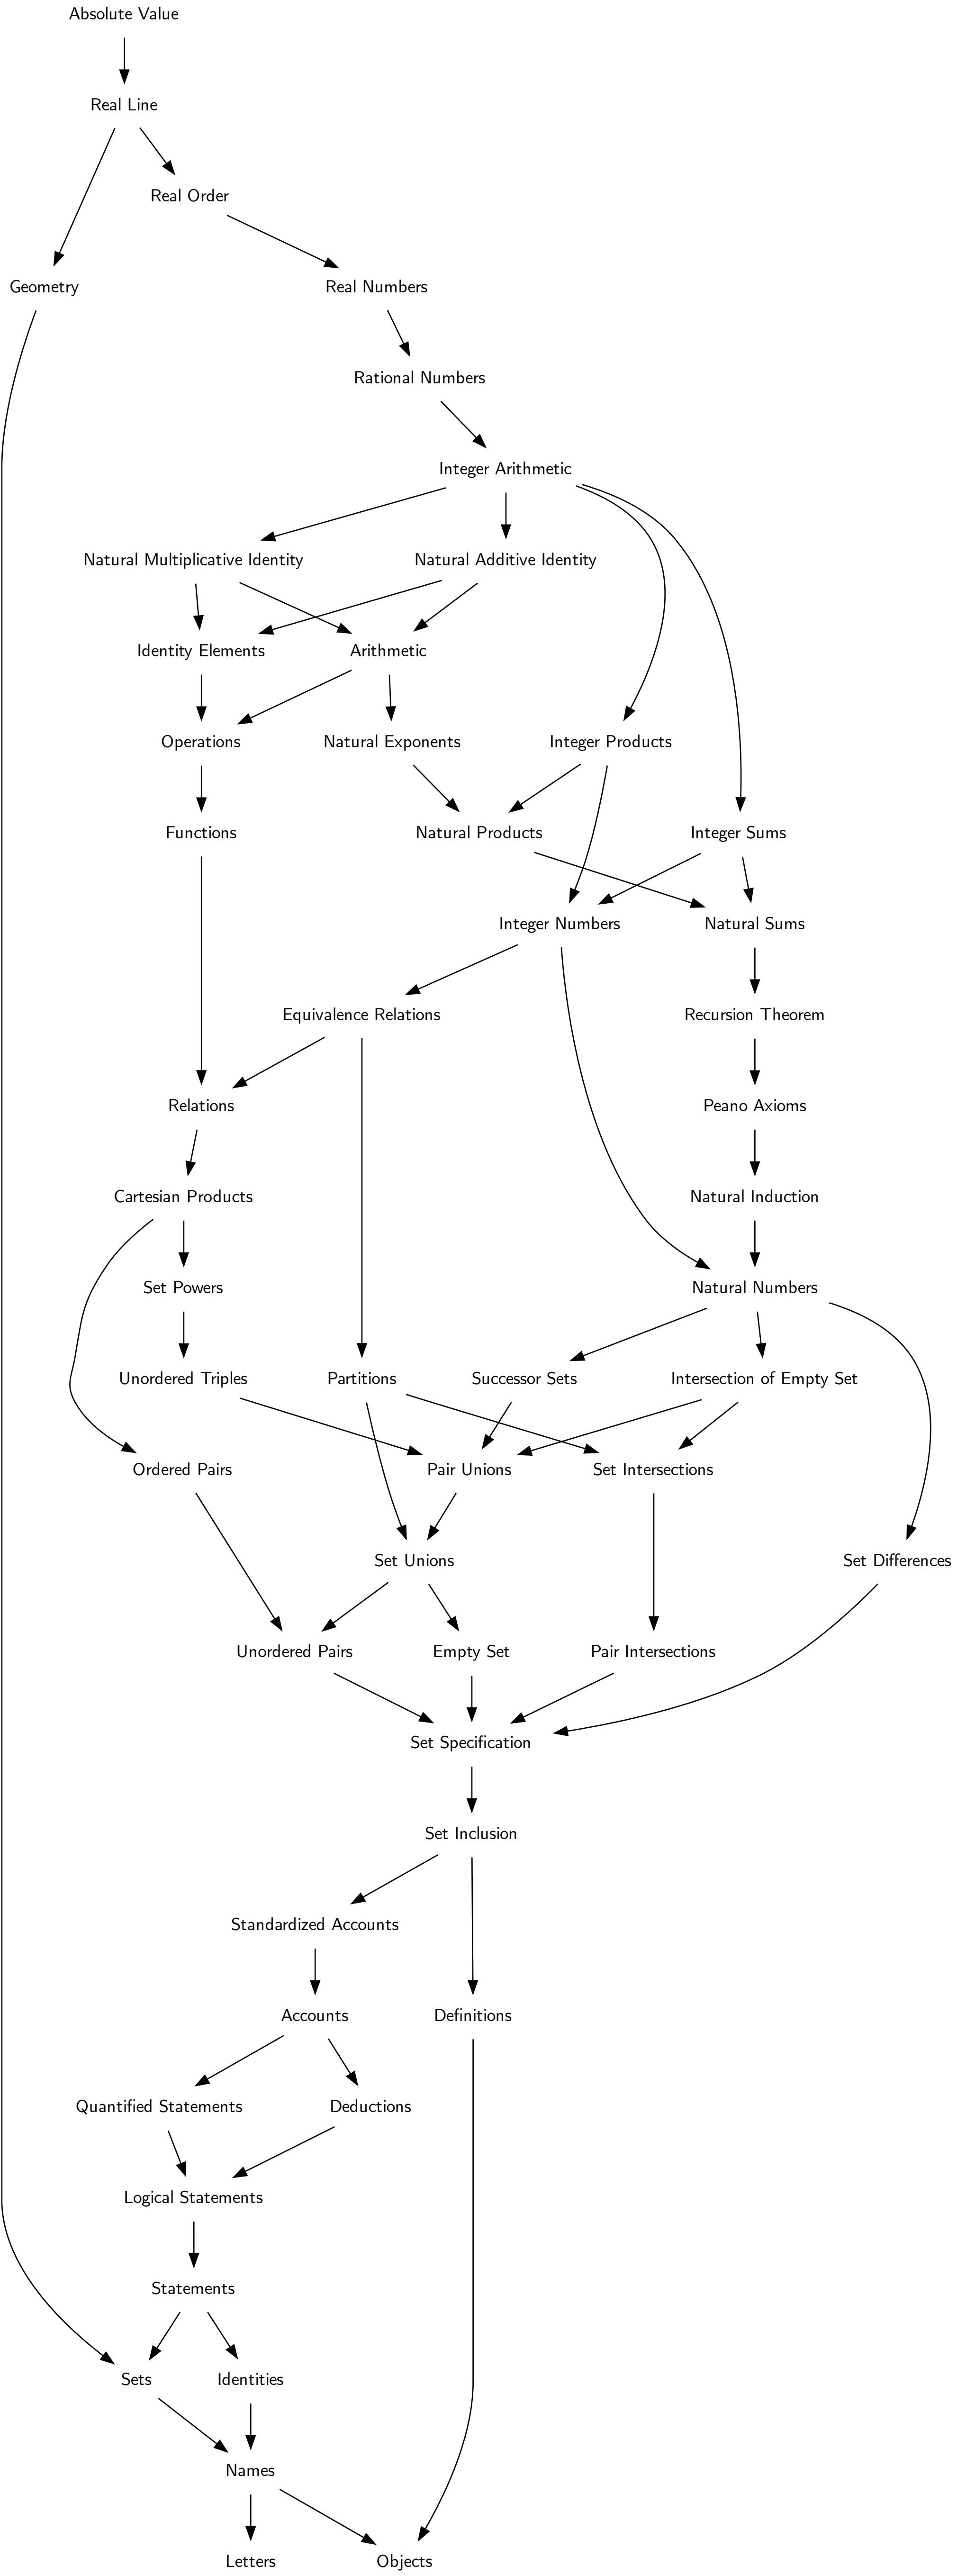 Absolute Value
Real Line
Real Order
Geometry
Real Numbers
Rational Numbers
Integer Arithmetic
Natural Multiplicative Identity
Natural Additive Identity
Identity Elements
Arithmetic
Operations
Natural Exponents
Integer Products
Functions
Natural Products
Integer Sums
Integer Numbers
Natural Sums
Equivalence Relations
Recursion Theorem
Relations
Peano Axioms
Cartesian Products
Natural Induction
Set Powers
Natural Numbers
Unordered Triples
Partitions
Successor Sets
Intersection of Empty Set
Ordered Pairs
Pair Unions
Set Intersections
Set Unions
Set Differences
Unordered Pairs
Empty Set
Pair Intersections
Set Specification
Set Inclusion
Standardized Accounts
Accounts
Definitions
Quantified Statements
Deductions
Logical Statements
Statements
Sets
Identities
Names
Letters
Objects